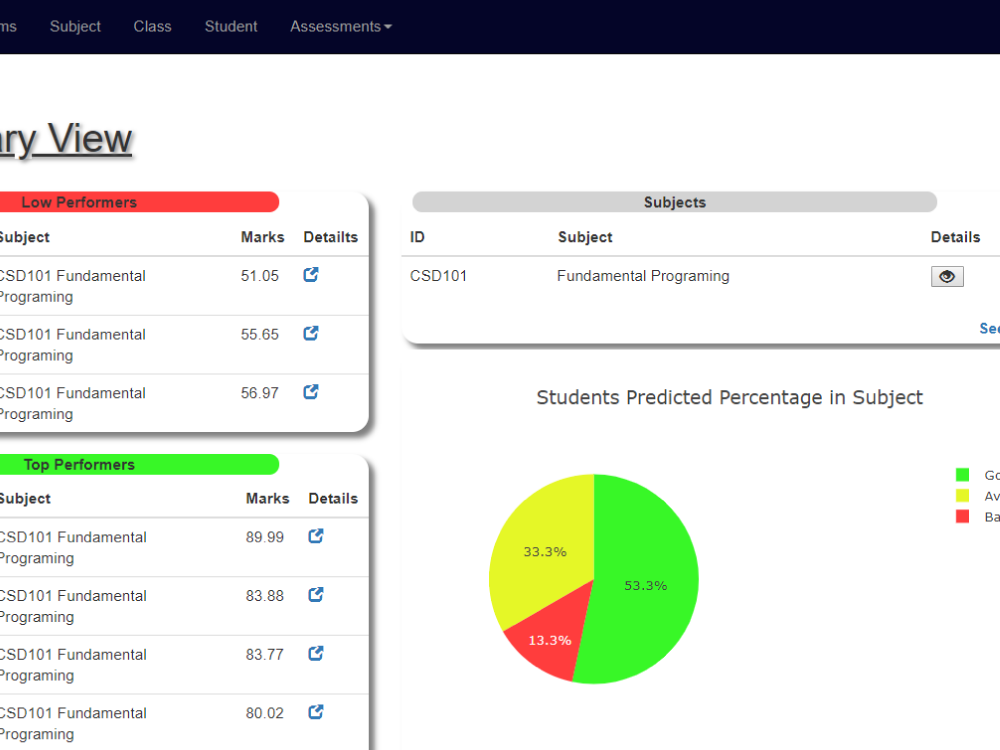 ms Subject Class Student Assessments
ary View
Low Performers
Subject Marks Detailts
CSD101 Fundamental
Programing
51.05
CSD101 Fundamental
Programing
55.65
CSD101 Fundamental
Programing
56.97
Top Performers
Subject Marks Details
CSD101 Fundamental
Programing
89.99
CSD101 Fundamental
Programing
83.88
CSD101 Fundamental
Programing
83.77
CSD101 Fundamental
Programing
80.02
Subjects
ID Subject Details
CSD101 Fundamental Programing
See
Students Predicted Percentage in Subject
33.3%
53.3%
13.3%
Go
Av
Ba